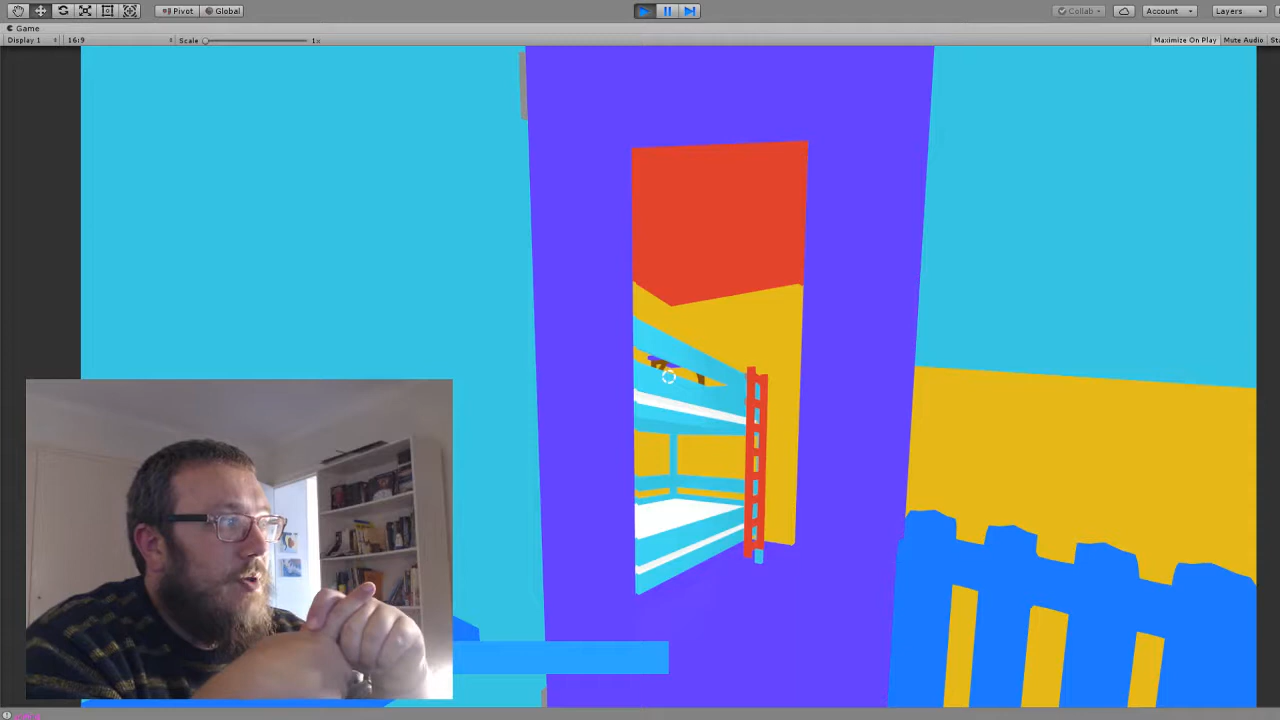 Pivot Global Collab Account Layers
Game
Display 1 16:9 Scale 1x Maximize On Play Mute Audio